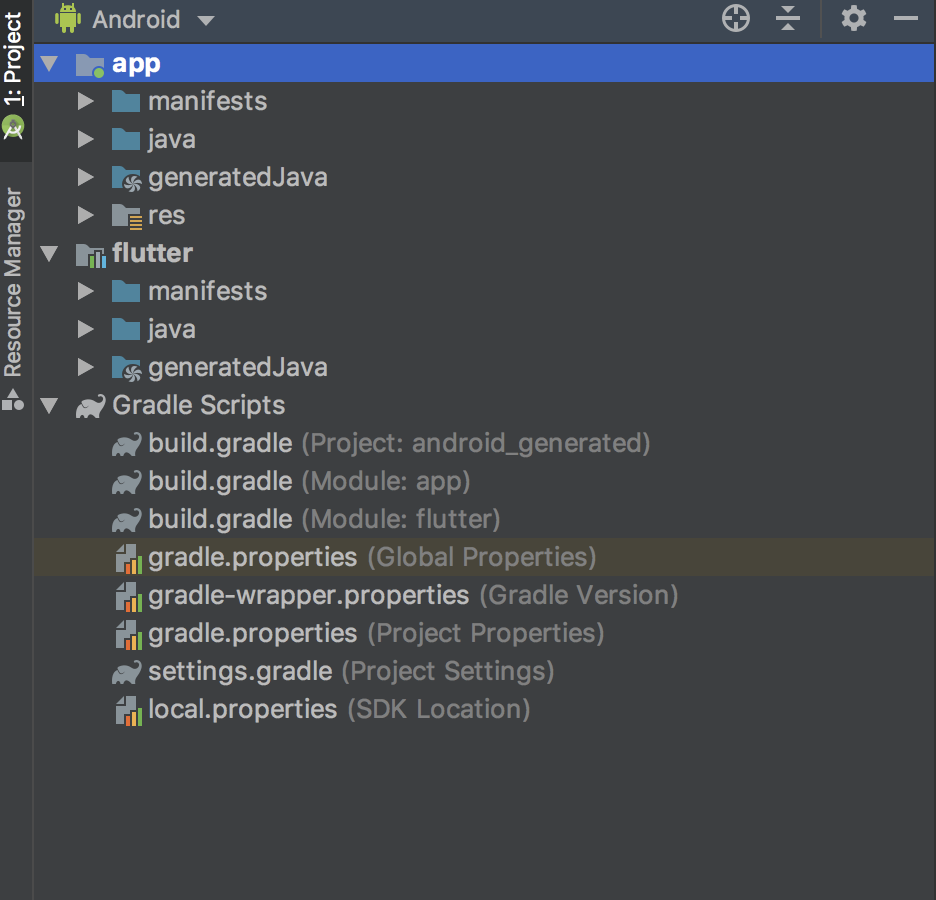 Android
1: Project
Resource Manager
app
manifests
java
generatedJava
res
flutter
manifests
java
generatedJava
Gradle Scripts
build.gradle (Project: android_generated)
build.gradle (Module: app)
build.gradle (Module: flutter)
gradle.properties (Global Properties)
gradle-wrapper.properties (Gradle Version)
gradle.properties (Project Properties)
settings.gradle (Project Settings)
local.properties (SDK Location)